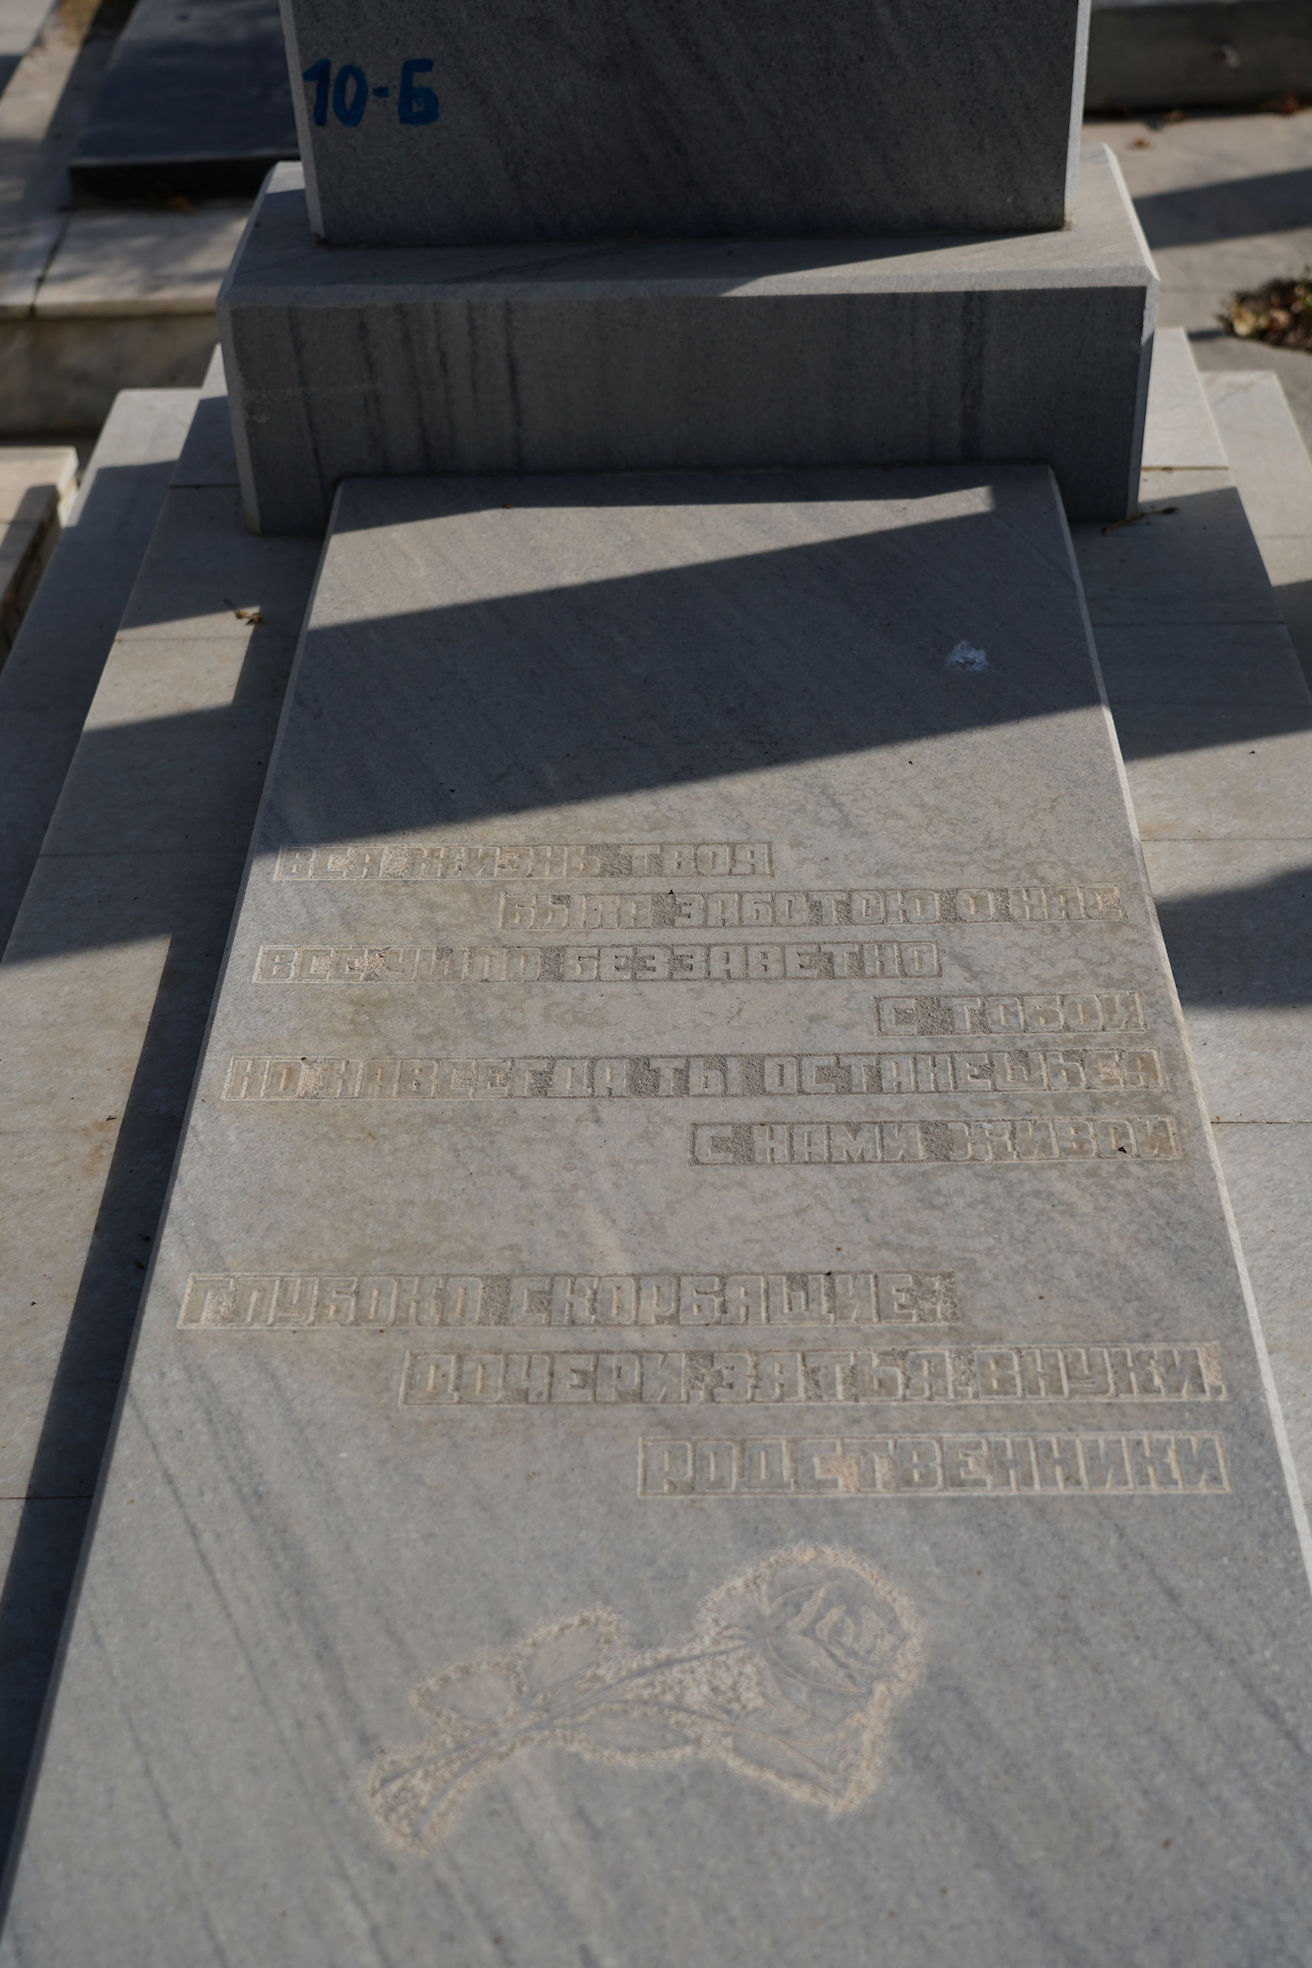 10-Б
ВСЯ ЖИЗНЬ ТВОЯ
БЫЛА ЗАБОТОЮ О НАС
ВСЕ УШЛО БЕЗЗАВЕТНО
С ТОБОЙ
НО НАВСЕГДА ТЫ ОСТАНЕШЬСЯ
С НАМИ ЖИВОЙ
ГЛУБОКО СКОРБЯЩИЕ:
ДОЧЕРИ, ЗЯТЬЯ, ВНУКИ,
РОДСТВЕННИКИ